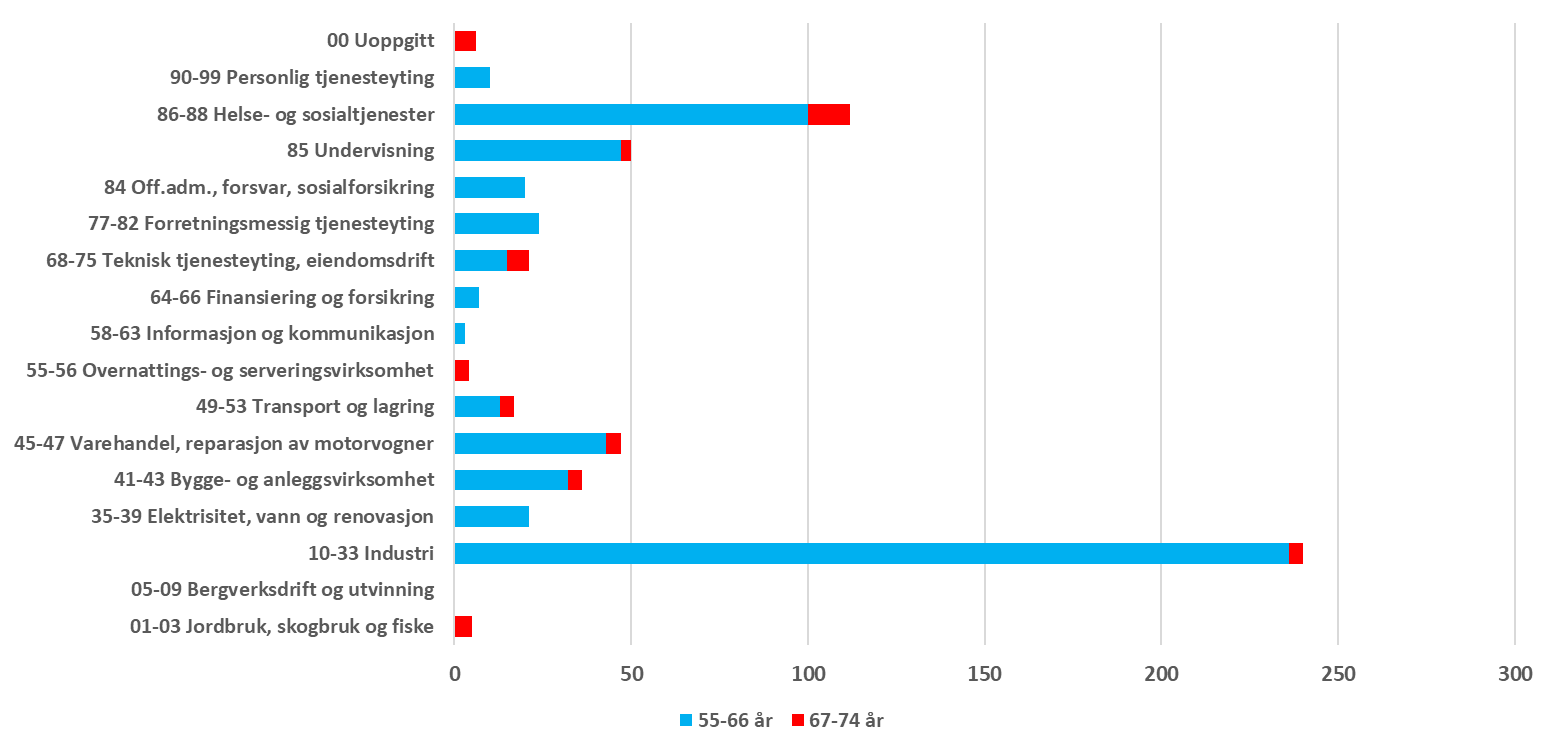 00 Uoppgitt
90-99 Personlig tjenesteyting
86-88 Helse- og sosialtjenester
85 Undervisning
84 Off.adm., forsvar, sosialforsikring
77-82 Forretningsmessig tjenesteyting
68-75 Teknisk tjenesteyting, eiendomsdrift
64-66 Finansiering og forsikring
58-63 Informasjon og kommunikasjon
55-56 Overnattings- og serveringsvirksomhet
49-53 Transport og lagring
45-47 Varehandel, reparasjon av motorvogner
41-43 Bygge- og anleggsvirksomhet
35-39 Elektrisitet, vann og renovasjon
10-33 Industri
05-09 Bergverksdrift og utvinning
01-03 Jordbruk, skogbruk og fiske
0 50 100 150 200 250 300
55-66 år 67-74 år